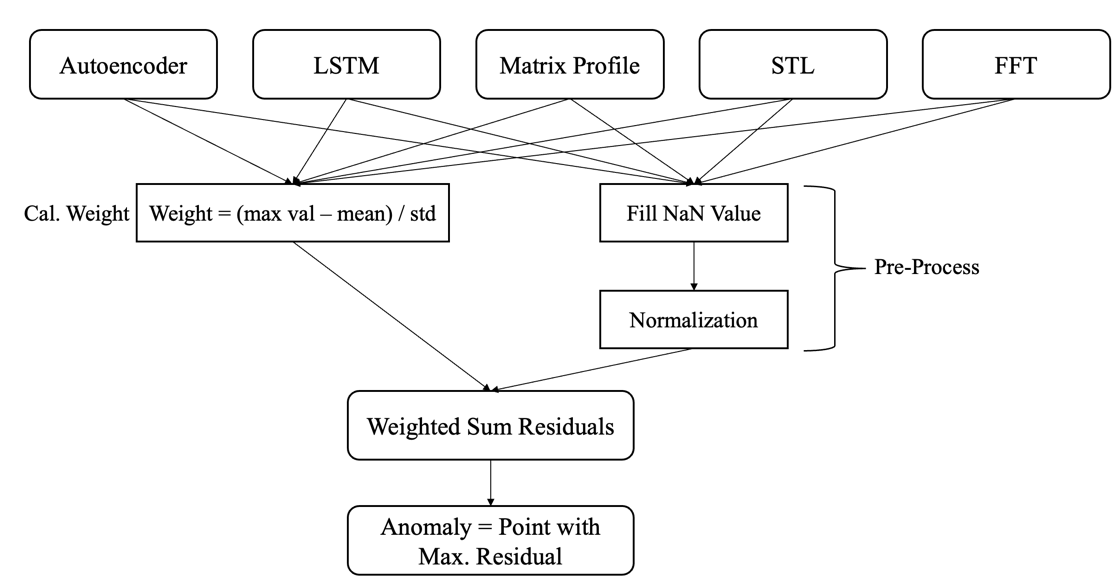 Autoencoder
LSTM
Matrix Profile
STL
FFT
Cal. Weight
Weight = (max val – mean) / std
Fill NaN Value
Pre-Process
Normalization
Weighted Sum Residuals
Anomaly = Point with
Max. Residual